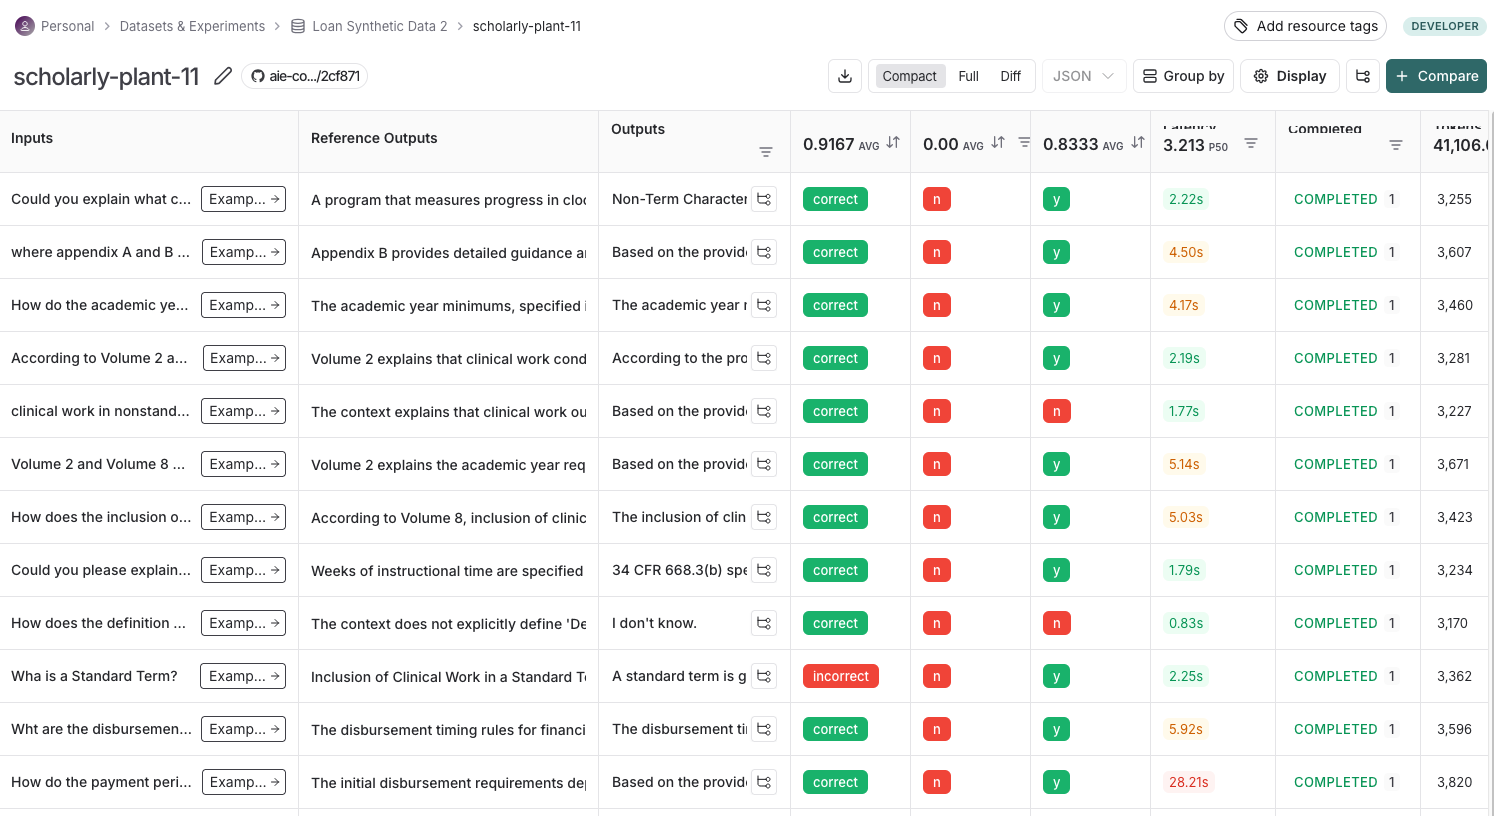 Personal > Datasets & Experiments > Loan Synthetic Data 2 > scholarly-plant-11 Add resource tags DEVELOPER
scholarly-plant-11 aie-co.../2cf871 Compact Full Diff JSON Group by Display + Compare
Inputs Reference Outputs Outputs 0.9167 AVG 0.00 AVG 0.8333 AVG Latency 3.213 P50 Completed Tokens 41,106.0
Could you explain what c... Examp... → A program that measures progress in cloc Non-Term Character correct n y 2.22s COMPLETED 1 3,255
where appendix A and B ... Examp... → Appendix B provides detailed guidance a Based on the provide correct n y 4.50s COMPLETED 1 3,607
How do the academic ye... Examp... → The academic year minimums, specified i The academic year r correct n y 4.17s COMPLETED 1 3,460
According to Volume 2 a... Examp... → Volume 2 explains that clinical work cond According to the pro correct n y 2.19s COMPLETED 1 3,281
clinical work in nonstand... Examp... → The context explains that clinical work ou Based on the provide correct n n 1.77s COMPLETED 1 3,227
Volume 2 and Volume 8 ... Examp... → Volume 2 explains the academic year req Based on the provide correct n y 5.14s COMPLETED 1 3,671
How does the inclusion o... Examp... → According to Volume 8, inclusion of clinic The inclusion of clin correct n y 5.03s COMPLETED 1 3,423
Could you please explain... Examp... → Weeks of instructional time are specified 34 CFR 668.3(b) spe correct n y 1.79s COMPLETED 1 3,234
How does the definition ... Examp... → The context does not explicitly define 'De I don't know. correct n n 0.83s COMPLETED 1 3,170
Wha is a Standard Term? Examp... → Inclusion of Clinical Work in a Standard Te A standard term is g incorrect n y 2.25s COMPLETED 1 3,362
Wht are the disbursemen... Examp... → The disbursement timing rules for financi The disbursement ti correct n y 5.92s COMPLETED 1 3,596
How do the payment peri... Examp... → The initial disbursement requirements de Based on the provide correct n y 28.21s COMPLETED 1 3,820